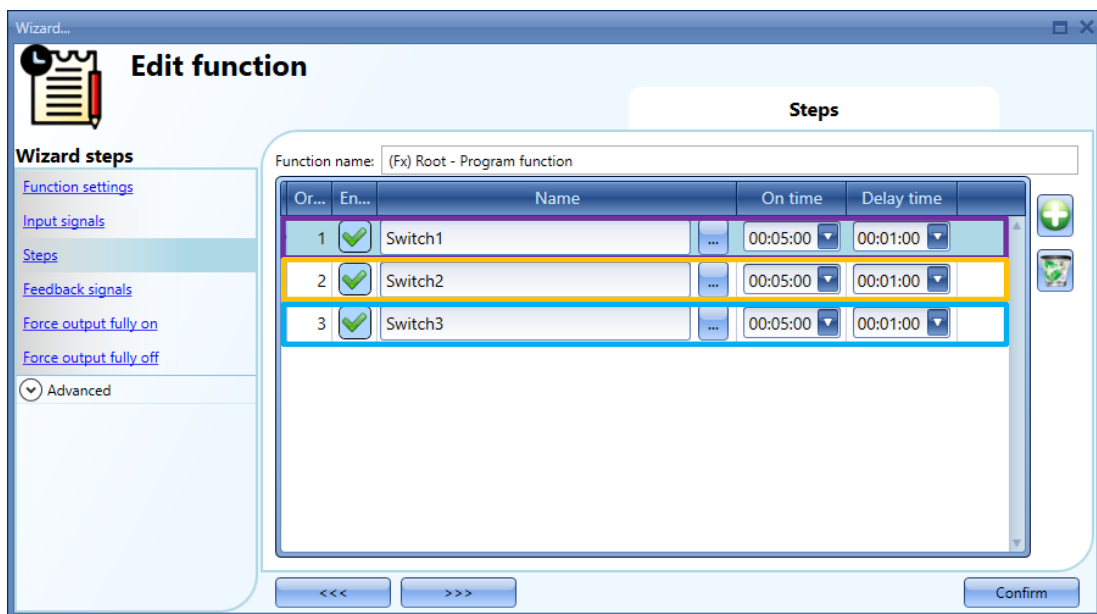 Wizard...
Edit function
Steps
Wizard steps
Function settings
Input signals
Steps
Feedback signals
Force output fully on
Force output fully off
Advanced
Function name: (Fx) Root - Program function
Or... En... Name On time Delay time
1 Switch1 ... 00:05:00 00:01:00
2 Switch2 ... 00:05:00 00:01:00
3 Switch3 ... 00:05:00 00:01:00
<<< >>> Confirm